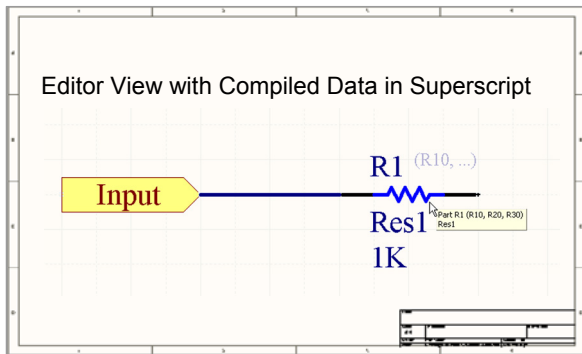 Editor View with Compiled Data in Superscript
R1 (R10, ...)
Input
Part R1 (R10, R20, R30)
Res1
Res1
1K